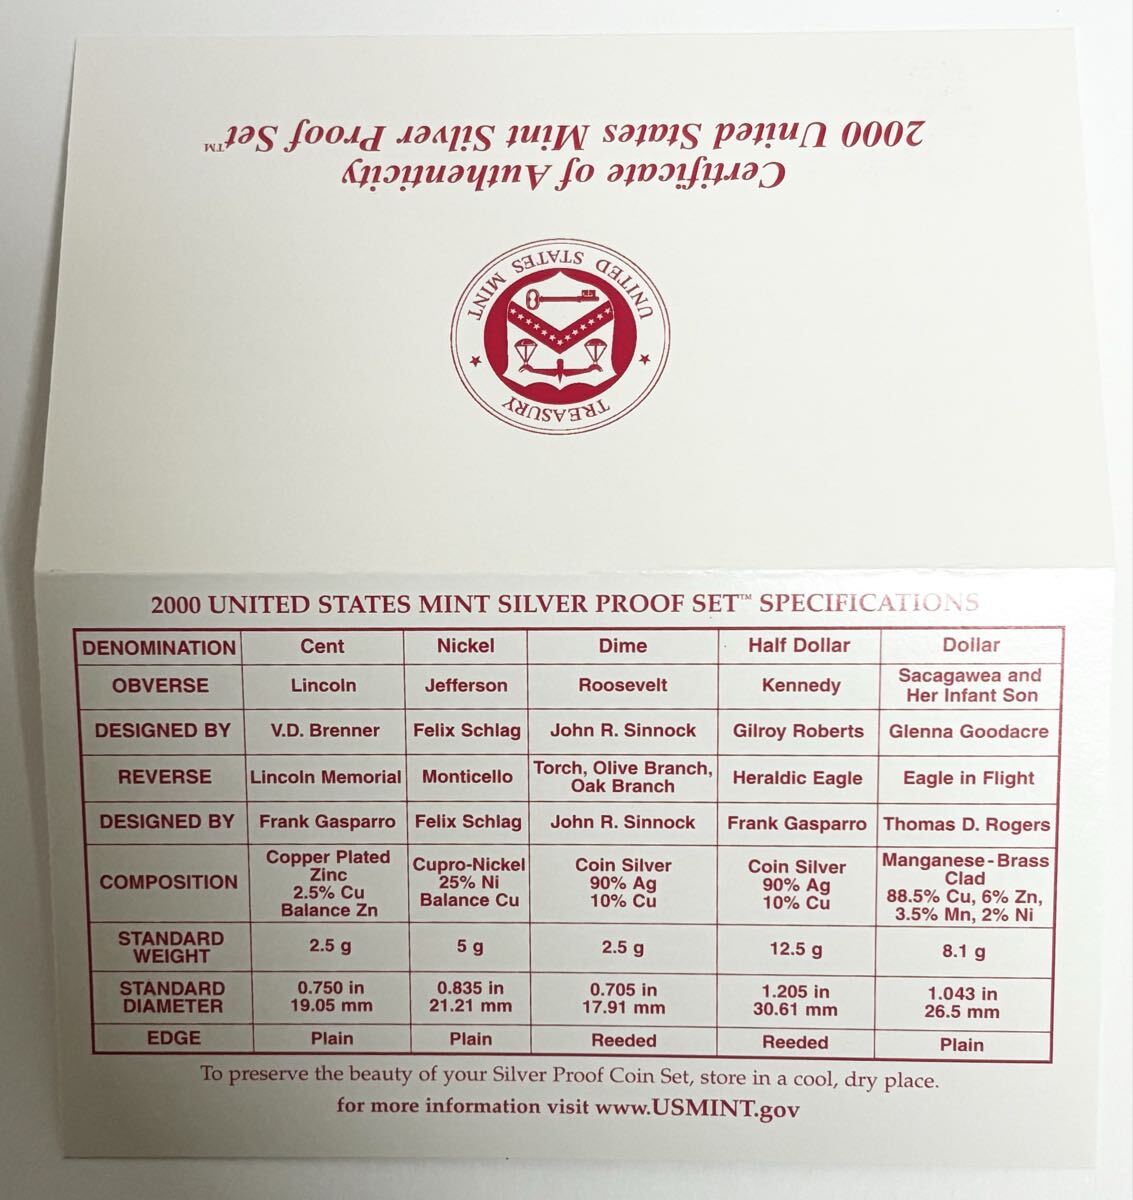 2000 United States Mint Silver Proof Set™
Certificate of Authenticity
UNITED STATES MINT
TREASURY
2000 UNITED STATES MINT SILVER PROOF SET™ SPECIFICATIONS
DENOMINATION Cent Nickel Dime Half Dollar Dollar
OBVERSE Lincoln Jefferson Roosevelt Kennedy Sacagawea and
Her Infant Son
DESIGNED BY V.D. Brenner Felix Schlag John R. Sinnock Gilroy Roberts Glenna Goodacre
REVERSE Lincoln Memorial Monticello Torch, Olive Branch,
Oak Branch Heraldic Eagle Eagle in Flight
DESIGNED BY Frank Gasparro Felix Schlag John R. Sinnock Frank Gasparro Thomas D. Rogers
COMPOSITION Copper Plated
Zinc
2.5% Cu
Balance Zn Cupro-Nickel
25% Ni
Balance Cu Coin Silver
90% Ag
10% Cu Coin Silver
90% Ag
10% Cu Manganese-Brass
Clad
88.5% Cu, 6% Zn,
3.5% Mn, 2% Ni
STANDARD
WEIGHT 2.5 g 5 g 2.5 g 12.5 g 8.1 g
STANDARD
DIAMETER 0.750 in
19.05 mm 0.835 in
21.21 mm 0.705 in
17.91 mm 1.205 in
30.61 mm 1.043 in
26.5 mm
EDGE Plain Plain Reeded Reeded Plain
To preserve the beauty of your Silver Proof Coin Set, store in a cool, dry place.
for more information visit www.USMINT.gov